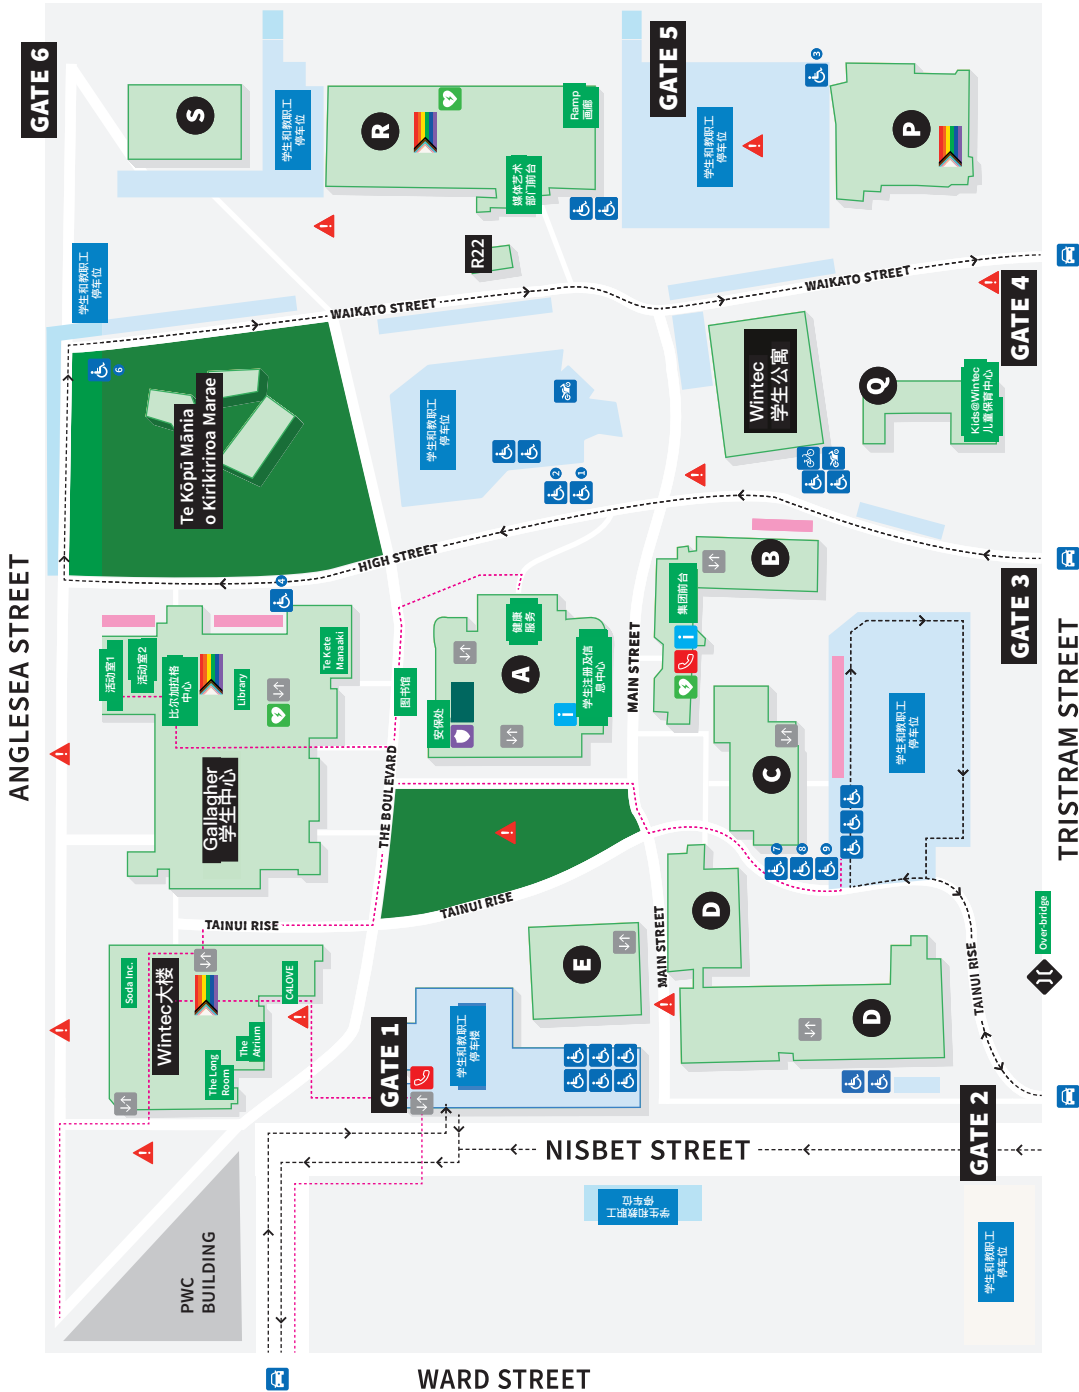 GATE 6
S
学生和教职工
停车位
R
Ramp
画廊
媒体艺术
部门前台
GATE 5
学生和教职工
停车位
3
P
学生和教职工
停车位
R22
WAIKATO STREET
WAIKATO STREET
GATE 4
6
Te Kōpū Mānia
o Kirikiriroa Marae
学生和教职工
停车位
2
1
Wintec
学生公寓
Q
Kids@Wintec
儿童保育中心
ANGLESEA STREET
HIGH STREET
4
活动室1
活动室2
比尔加拉格
中心
Library
Te Kete
Manaaki
Gallagher
学生中心
图书馆
安保处
健康
服务
A
学生注册及信
息中心
MAIN STREET
集团前台
i
i
B
GATE 3
TRISTRAM STREET
C
学生和教职工
停车位
7
8
9
THE BOULEVARD
TAINUI RISE
TAINUI RISE
MAIN STREET
D
E
D
TAINUI RISE
Over-bridge
Soda Inc.
Wintec大楼
C4LOVE
The
Atrium
The Long
Room
GATE 1
学生和教职工
停车楼
GATE 2
NISBET STREET
学生和教职工
停车位
学生和教职工
停车位
PWC
BUILDING
WARD STREET